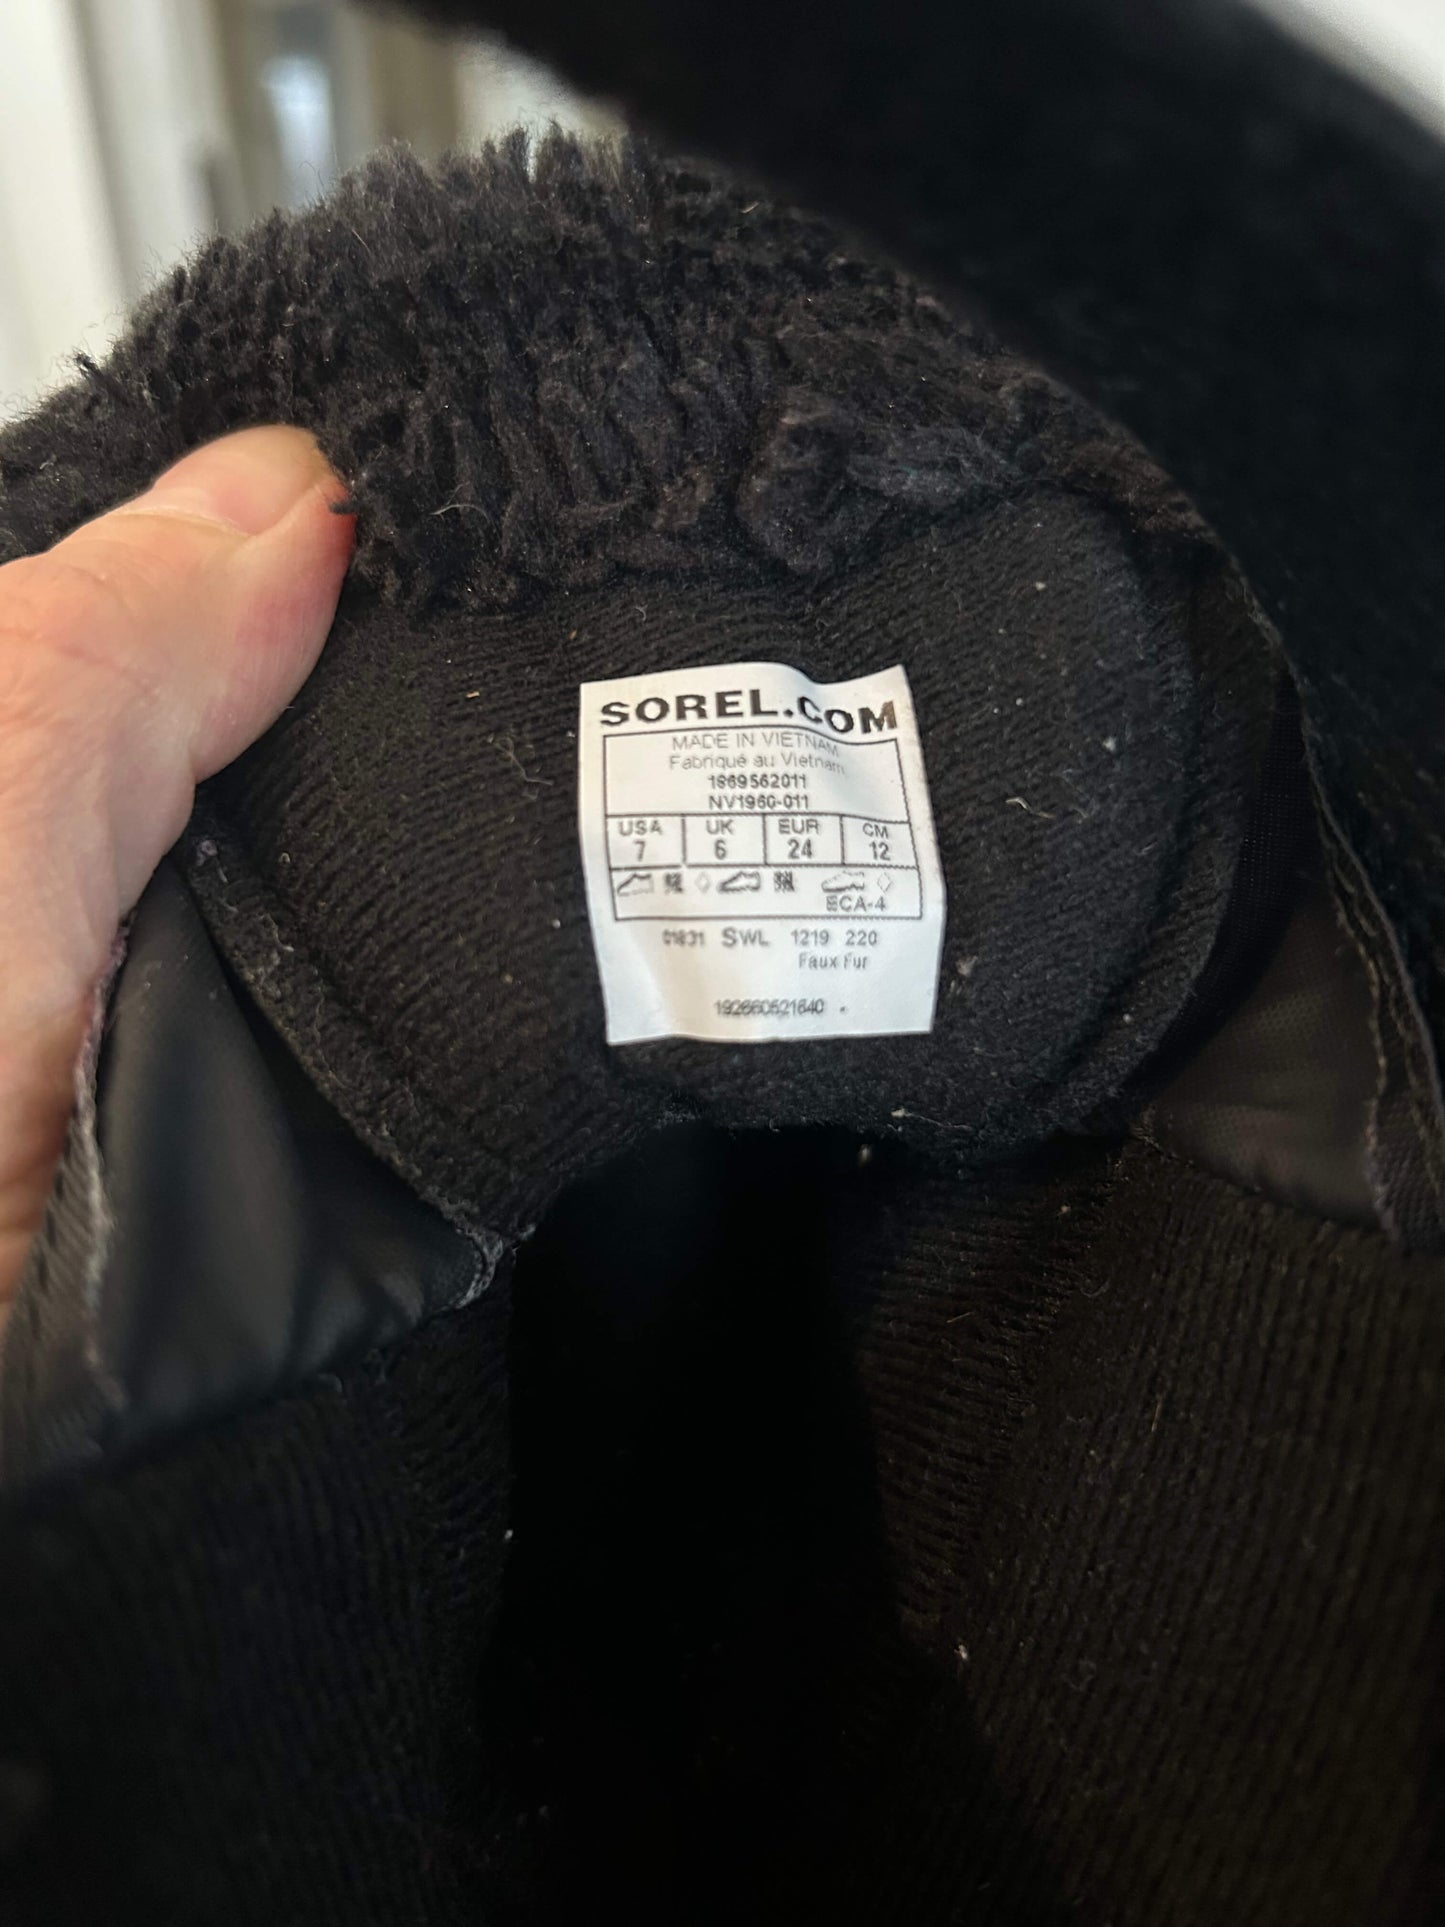 SOREL.COM
MADE IN VIETNAM
Fabriqué au Vietnam
1869562011
NV1960-011
USA UK EUR CM
7 6 24 12
ECA-4
01831 SWL 1219 220
Faux Fur
192660521640